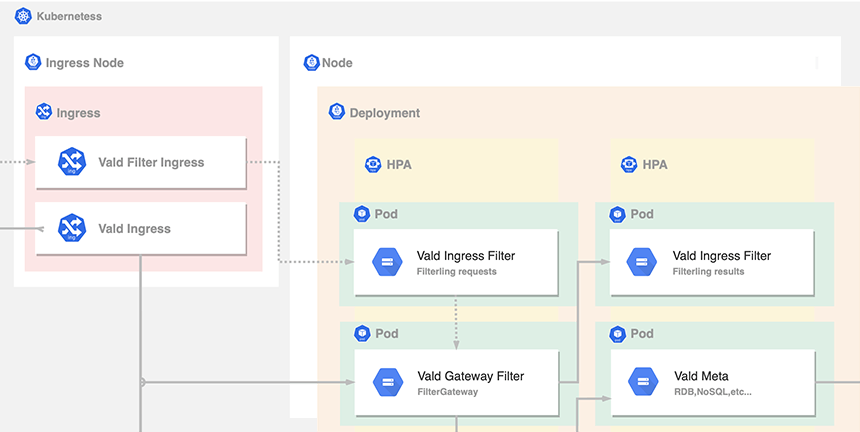 Kubernetess
Ingress Node
Node
Ingress
Deployment
Vald Filter Ingress
ing
HPA
HPA
Vald Ingress
ing
Pod
Pod
Vald Ingress Filter
Filterling requests
Vald Ingress Filter
Filterling results
Pod
Pod
Vald Gateway Filter
FilterGateway
Vald Meta
RDB,NoSQL,etc...